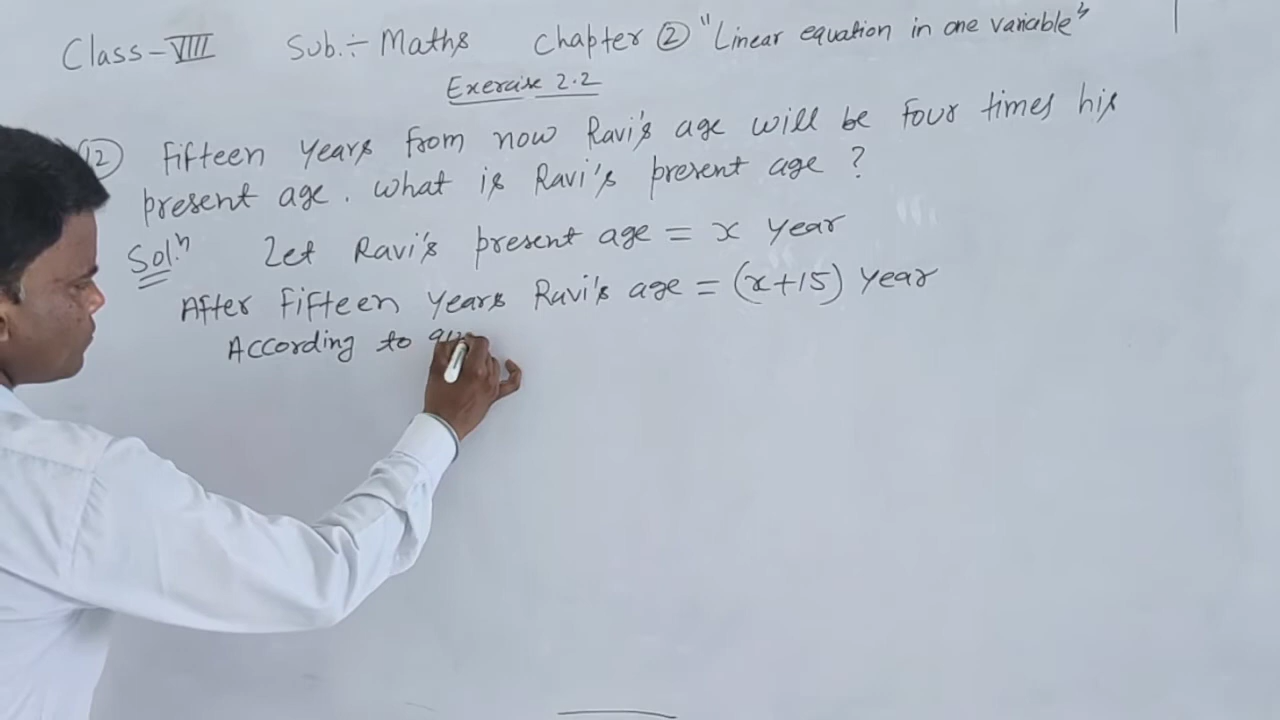 Class-VIII Sub.÷ Maths Chapter ② "Linear equation in one variable"
Exercise 2.2
⑫ Fifteen years from now Ravi's age will be four times his
present age. What is Ravi's present age ?
Sol.ⁿ Let Ravi's present age = x year
After fifteen years Ravi's age = (x+15) year
According to